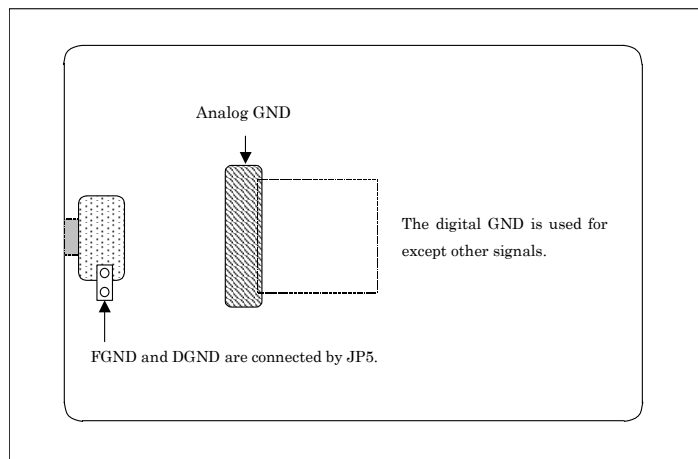 Analog GND
The digital GND is used for
except other signals.
FGND and DGND are connected by JP5.